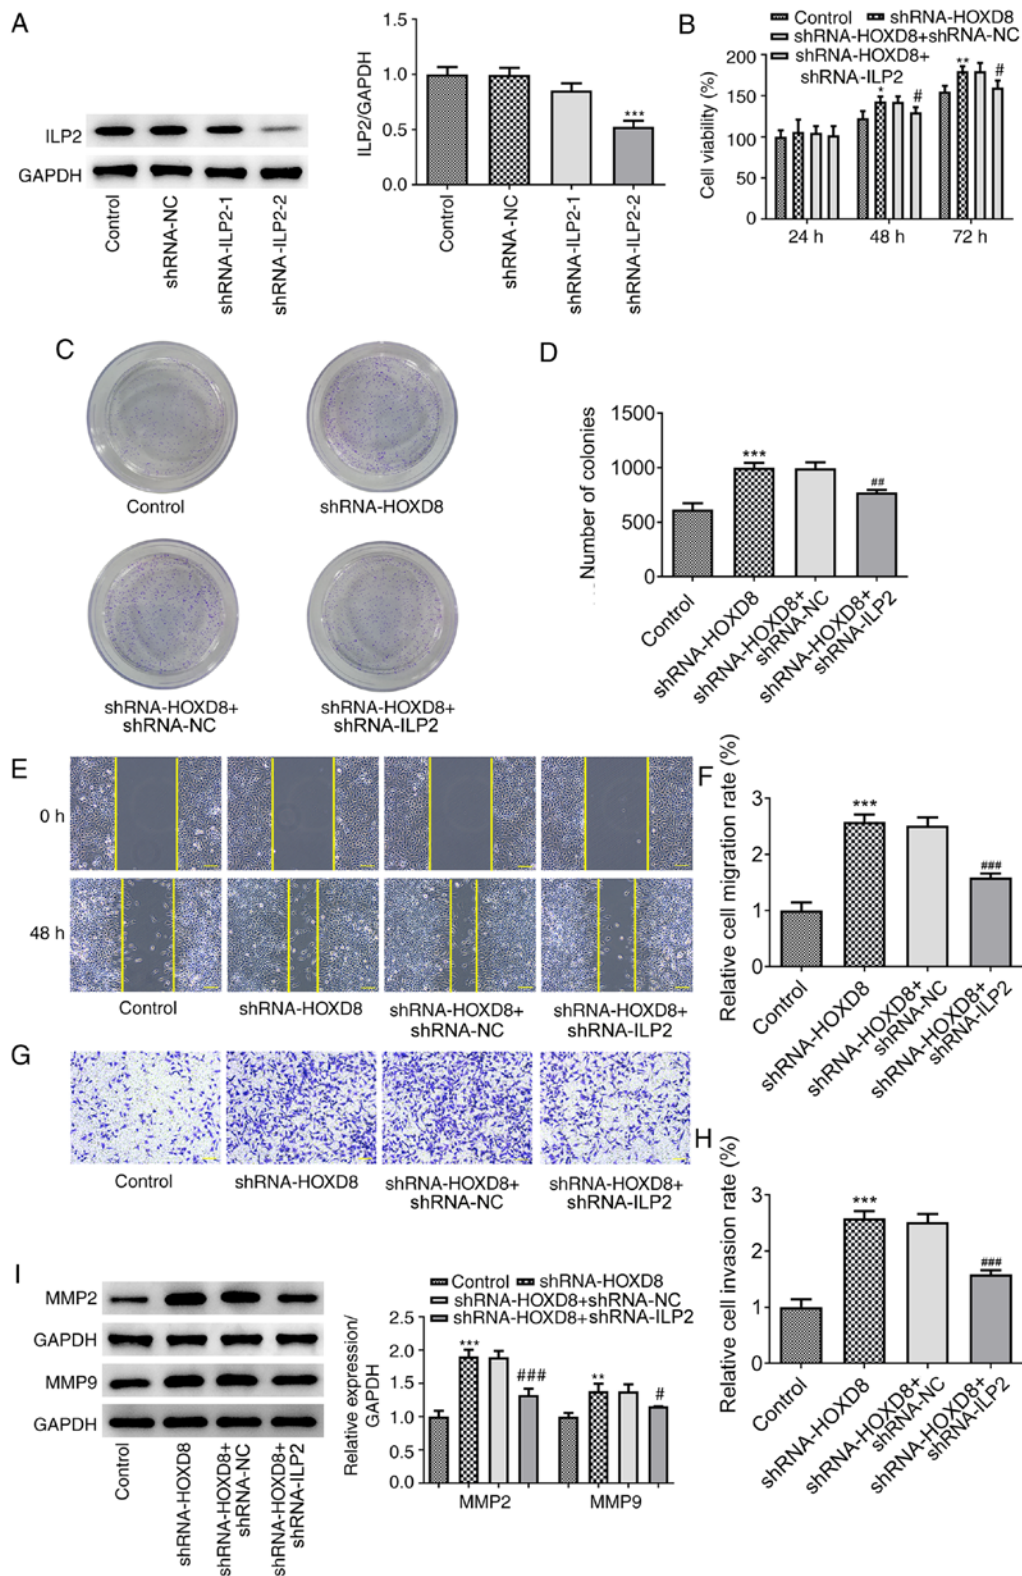 A
ILP2
GAPDH
Control
shRNA-NC
shRNA-ILP2-1
shRNA-ILP2-2
ILP2/GAPDH
1.5
1.0
0.5
0.0
***
Control
shRNA-NC
shRNA-ILP2-1
shRNA-ILP2-2
B
Control
shRNA-HOXD8
shRNA-HOXD8+shRNA-NC
shRNA-HOXD8+
shRNA-ILP2
Cell viability (%)
200
150
100
50
0
*
#
**
#
24 h
48 h
72 h
C
Control
shRNA-HOXD8
shRNA-HOXD8+
shRNA-NC
shRNA-HOXD8+
shRNA-ILP2
D
Number of colonies
1500
1000
500
0
***
##
Control
shRNA-HOXD8
shRNA-HOXD8+
shRNA-NC
shRNA-HOXD8+
shRNA-ILP2
E
0 h
48 h
Control
shRNA-HOXD8
shRNA-HOXD8+
shRNA-NC
shRNA-HOXD8+
shRNA-ILP2
F
Relative cell migration rate (%)
3
2
1
0
***
###
Control
shRNA-HOXD8
shRNA-HOXD8+
shRNA-NC
shRNA-HOXD8+
shRNA-ILP2
G
Control
shRNA-HOXD8
shRNA-HOXD8+
shRNA-NC
shRNA-HOXD8+
shRNA-ILP2
H
Relative cell invasion rate (%)
3
2
1
0
***
###
Control
shRNA-HOXD8
shRNA-HOXD8+
shRNA-NC
shRNA-HOXD8+
shRNA-ILP2
I
MMP2
GAPDH
MMP9
GAPDH
Control
shRNA-HOXD8
shRNA-HOXD8+
shRNA-NC
shRNA-HOXD8+
shRNA-ILP2
Control
shRNA-HOXD8
shRNA-HOXD8+shRNA-NC
shRNA-HOXD8+shRNA-ILP2
Relative expression/
GAPDH
2.5
2.0
1.5
1.0
0.5
0.0
***
###
**
#
MMP2
MMP9